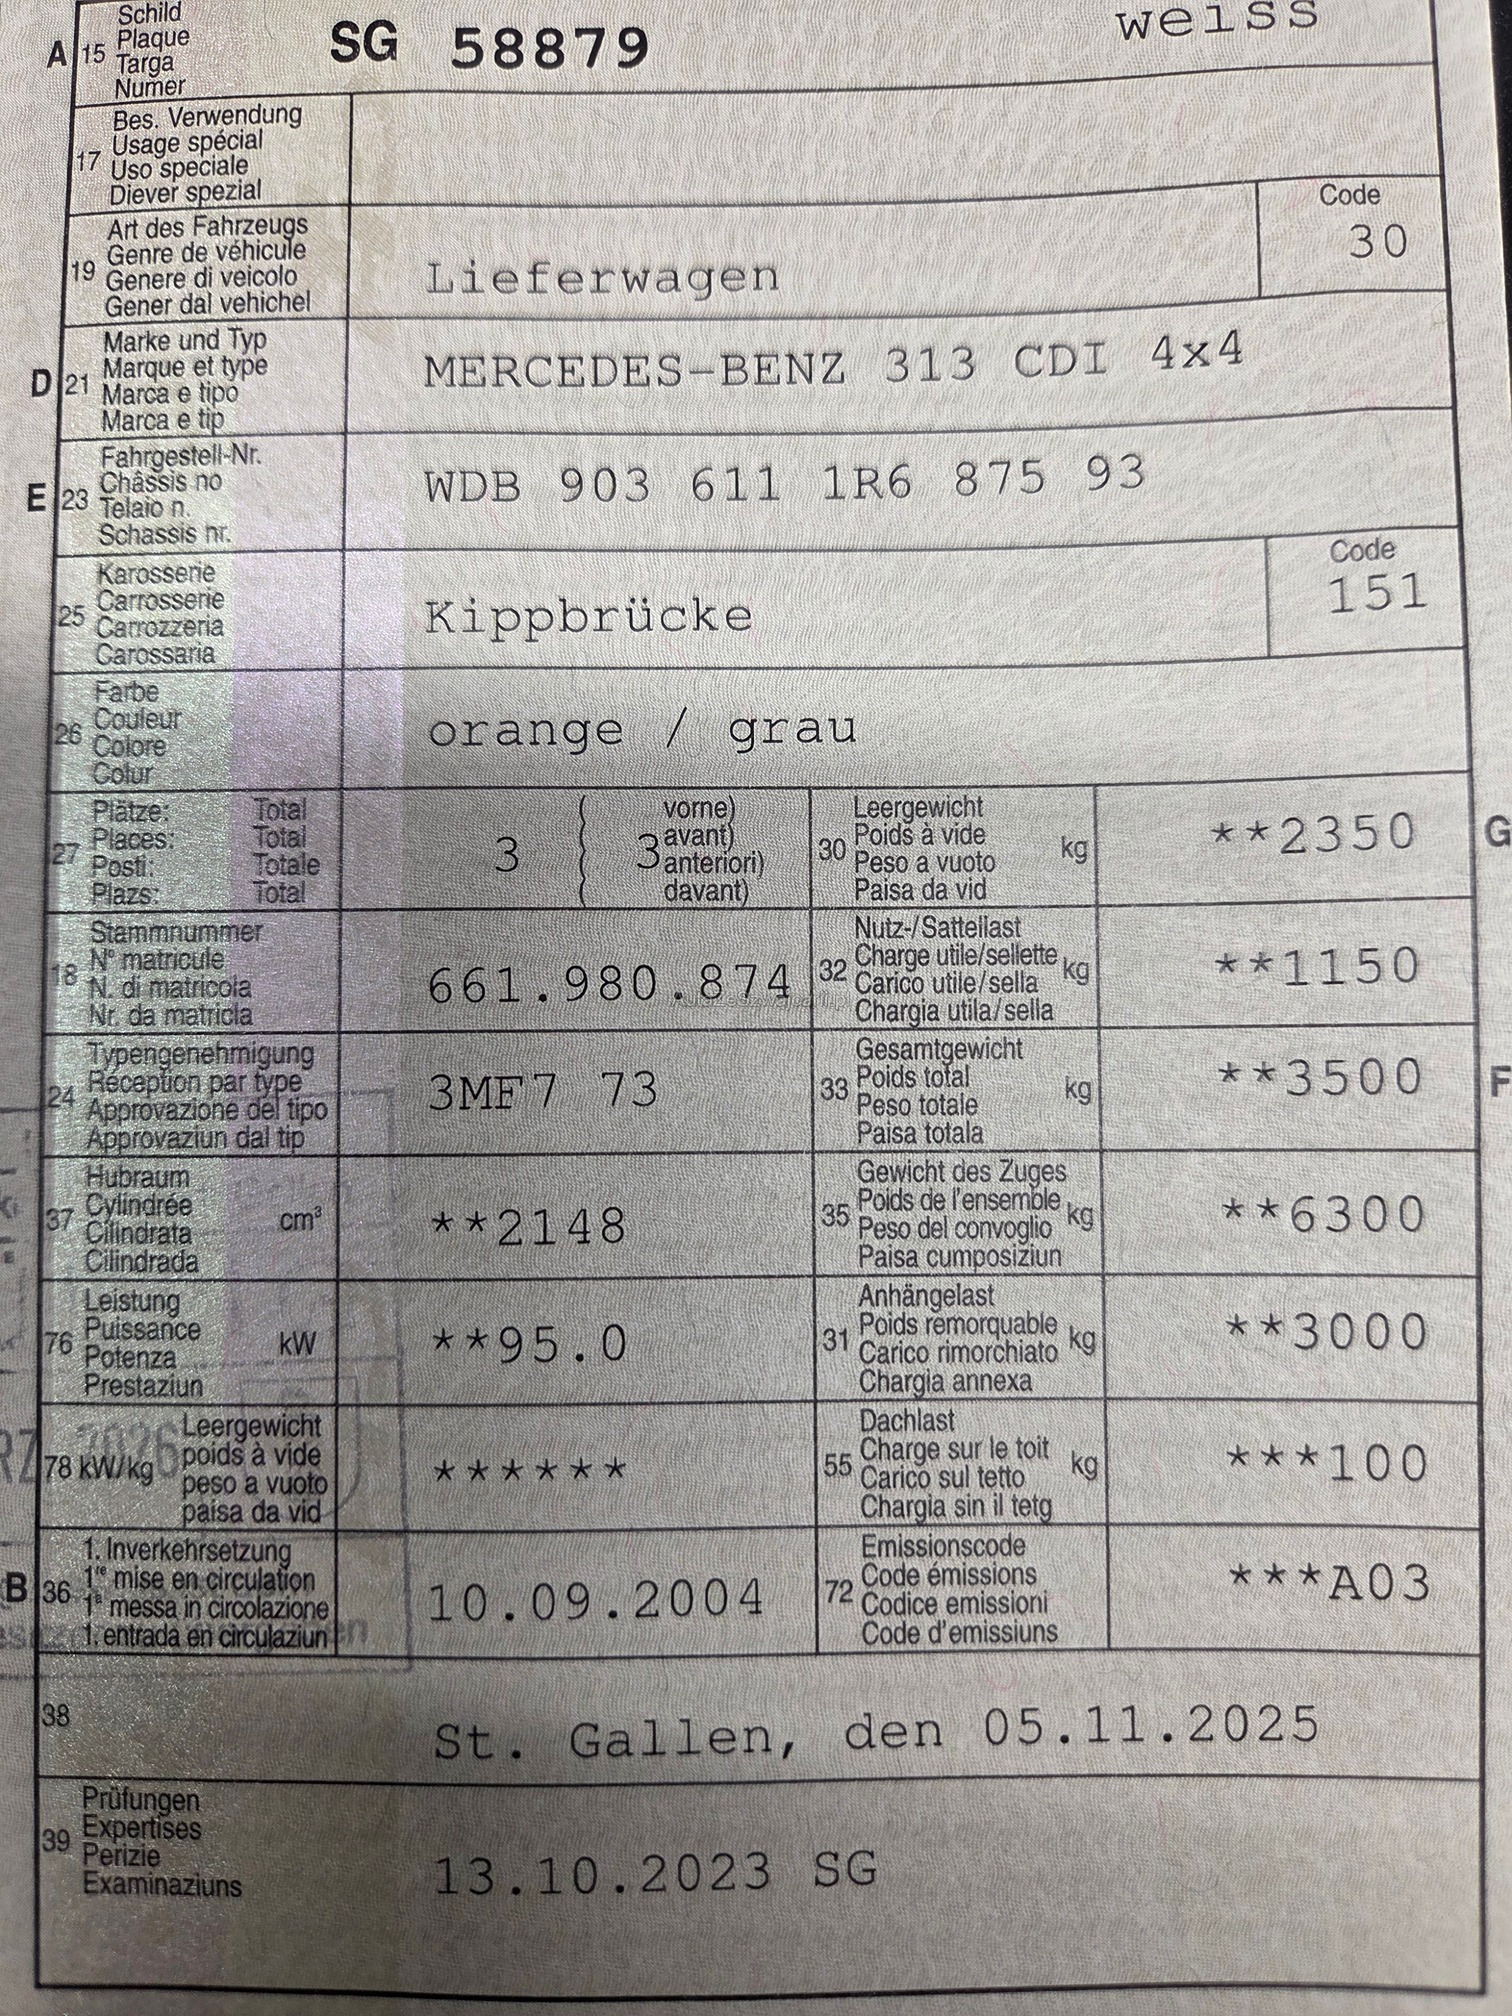 A 15 Schild
Plaque
Targa
Numer
SG 58879
weiss
17 Bes. Verwendung
Usage spécial
Uso speciale
Diever spezial
19 Art des Fahrzeugs
Genre de véhicule
Genere di veicolo
Gener dal vehichel
Lieferwagen
Code
30
D 21 Marke und Typ
Marque et type
Marca e tipo
Marca e tip
MERCEDES-BENZ 313 CDI 4x4
E 23 Fahrgestell-Nr.
Châssis no
Telaio n.
Schassis nr.
WDB 903 611 1R6 875 93
25 Karosserie
Carrosserie
Carrozzeria
Carossaria
Kippbrücke
Code
151
26 Farbe
Couleur
Colore
Colur
orange / grau
27 Plätze: Total
Places: Total
Posti: Totale
Plazs: Total
3 3 vorne)
avant)
anteriori)
davant)
30 Leergewicht
Poids à vide
Peso a vuoto
Paisa da vid
kg
**2350
G
18 Stammnummer
N° matricule
N. di matricola
Nr. da matricla
661.980.874
32 Nutz-/Sattellast
Charge utile/sellette
Carico utile/sella
Chargia utila/sella
kg
**1150
24 Typengenehmigung
Réception par type
Approvazione del tipo
Approvaziun dal tip
3MF7 73
33 Gesamtgewicht
Poids total
Peso totale
Paisa totala
kg
**3500
F
37 Hubraum
Cylindrée
Cilindrata
Cilindrada
cm³
**2148
35 Gewicht des Zuges
Poids de l'ensemble
Peso del convoglio
Paisa cumposiziun
kg
**6300
76 Leistung
Puissance
Potenza
Prestaziun
kW
**95.0
31 Anhängelast
Poids remorquable
Carico rimorchiato
Chargia annexa
kg
**3000
78 kW/kg Leergewicht
poids à vide
peso a vuoto
paisa da vid
******
55 Dachlast
Charge sur le toit
Carico sul tetto
Chargia sin il tetg
kg
***100
B 36 1. Inverkehrsetzung
1re mise en circulation
1a messa in circolazione
1. entrada en circulaziun
10.09.2004
72 Emissionscode
Code émissions
Codice emissioni
Code d'emissiuns
***A03
38
St. Gallen, den 05.11.2025
39 Prüfungen
Expertises
Perizie
Examinaziuns
13.10.2023 SG